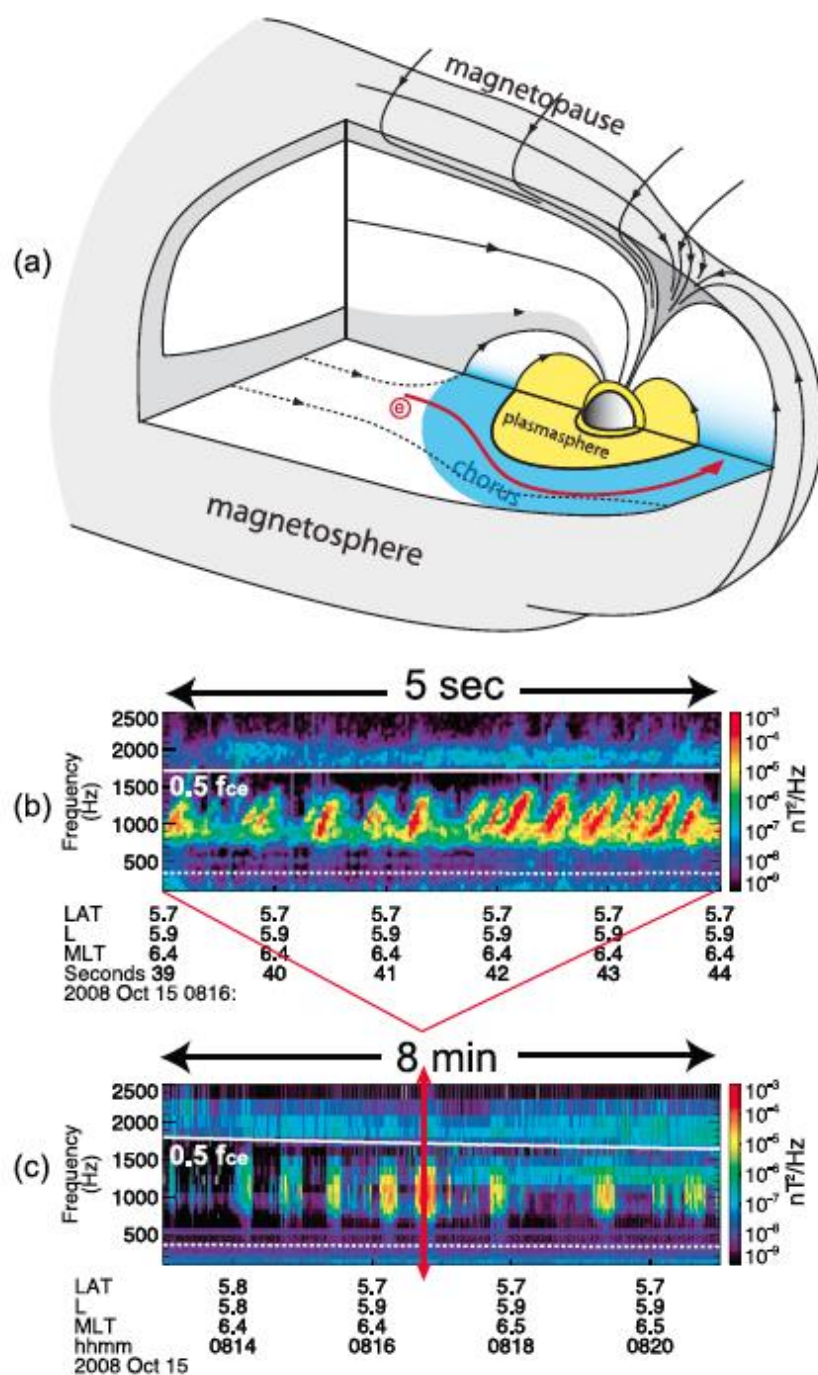 magnetopause
(a)
e
plasmasphere
chorus
magnetosphere
5 sec
(b)
Frequency
(Hz)
2500
2000
1500
1000
500
0.5 fce
10-3
10-4
10-5
10-6
10-7
10-8
10-9
nT2/Hz
LAT 5.7 5.7 5.7 5.7 5.7 5.7
L 5.9 5.9 5.9 5.9 5.9 5.9
MLT 6.4 6.4 6.4 6.4 6.4 6.4
Seconds 39 40 41 42 43 44
2008 Oct 15 0816:
8 min
(c)
Frequency
(Hz)
2500
2000
1500
1000
500
0.5 fce
10-3
10-4
10-5
10-6
10-7
10-8
10-9
nT2/Hz
LAT 5.8 5.7 5.7 5.7
L 5.8 5.9 5.9 5.9
MLT 6.4 6.4 6.5 6.5
hhmm 0814 0816 0818 0820
2008 Oct 15